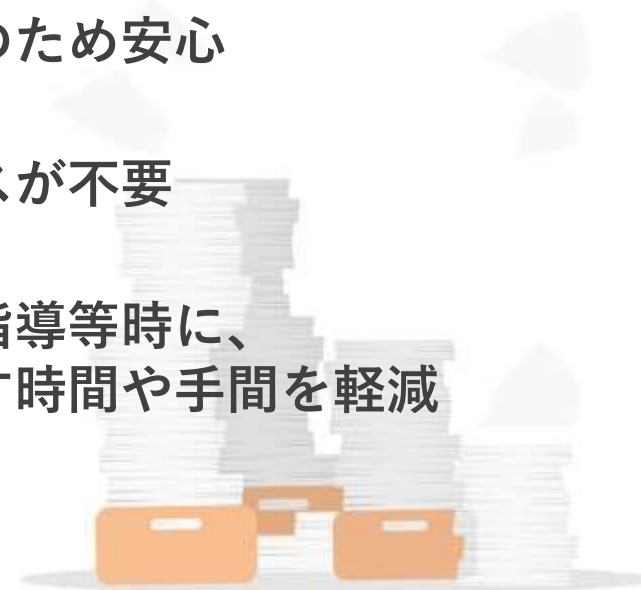 のため安心
スが不要
指導等時に、
す時間や手間を軽減